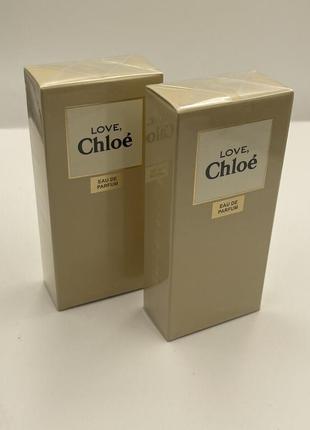 LOVE,
Chloé
EAU DE
PARFUM
LOVE,
Chloé
EAU DE
PARFUM